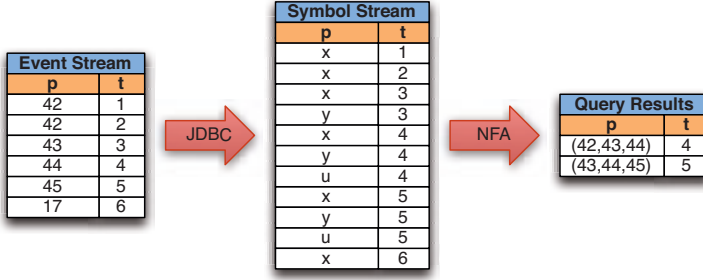 Event Stream
p t
42 1
42 2
43 3
44 4
45 5
17 6
JDBC
Symbol Stream
p t
x 1
x 2
x 3
y 3
x 4
y 4
u 4
x 5
y 5
u 5
x 6
NFA
Query Results
p t
(42,43,44) 4
(43,44,45) 5